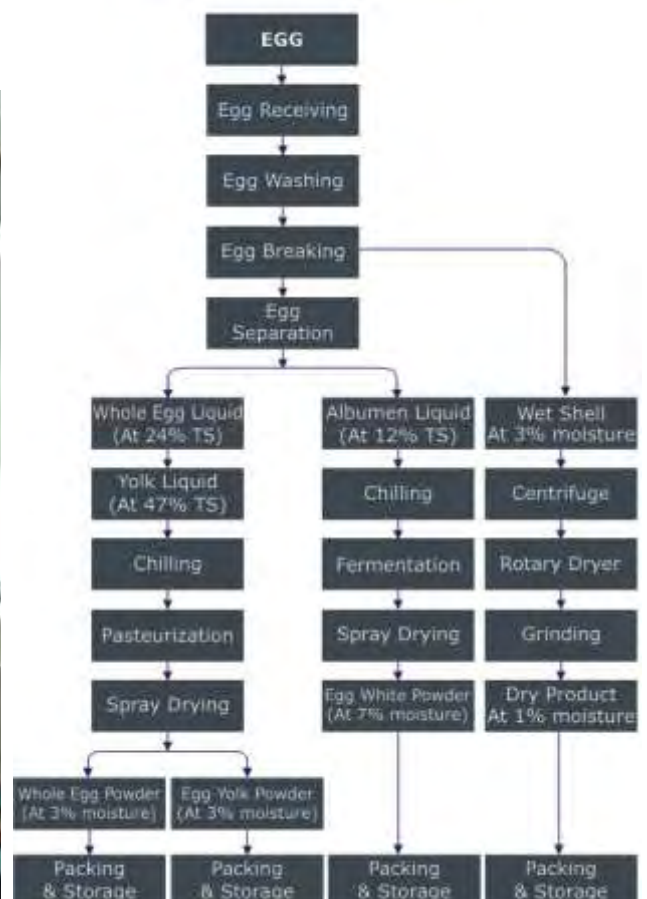 EGG
Egg Receiving
Egg Washing
Egg Breaking
Egg
Separation
Whole Egg Liquid
(At 24% TS)
Albumen Liquid
(At 12% TS)
Wet Shell
At 3% moisture
Yolk Liquid
(At 47% TS)
Chilling
Centrifuge
Chilling
Fermentation
Rotary Dryer
Pasteurization
Spray Drying
Grinding
Spray Drying
Egg White Powder
(At 7% moisture)
Dry Product
At 1% moisture
Whole Egg Powder
(At 3% moisture)
Egg Yolk Powder
(At 3% moisture)
Packing
& Storage
Packing
& Storage
Packing
& Storage
Packing
& Storage